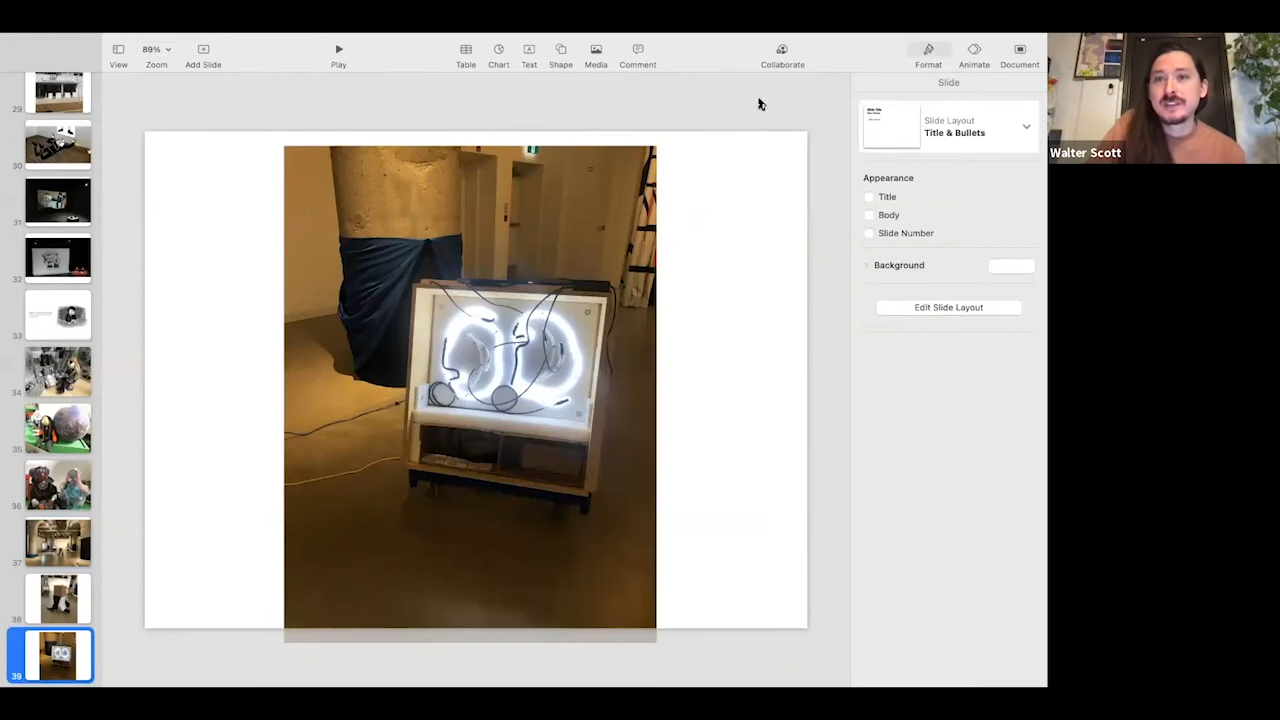 View
89%
Zoom
Add Slide
Play
Table
Chart
Text
Shape
Media
Comment
Collaborate
Format
Animate
Document
Slide
Slide Layout
Title & Bullets
Appearance
Title
Body
Slide Number
Background
Edit Slide Layout
Walter Scott
29
30
31
32
33
34
35
36
37
38
39